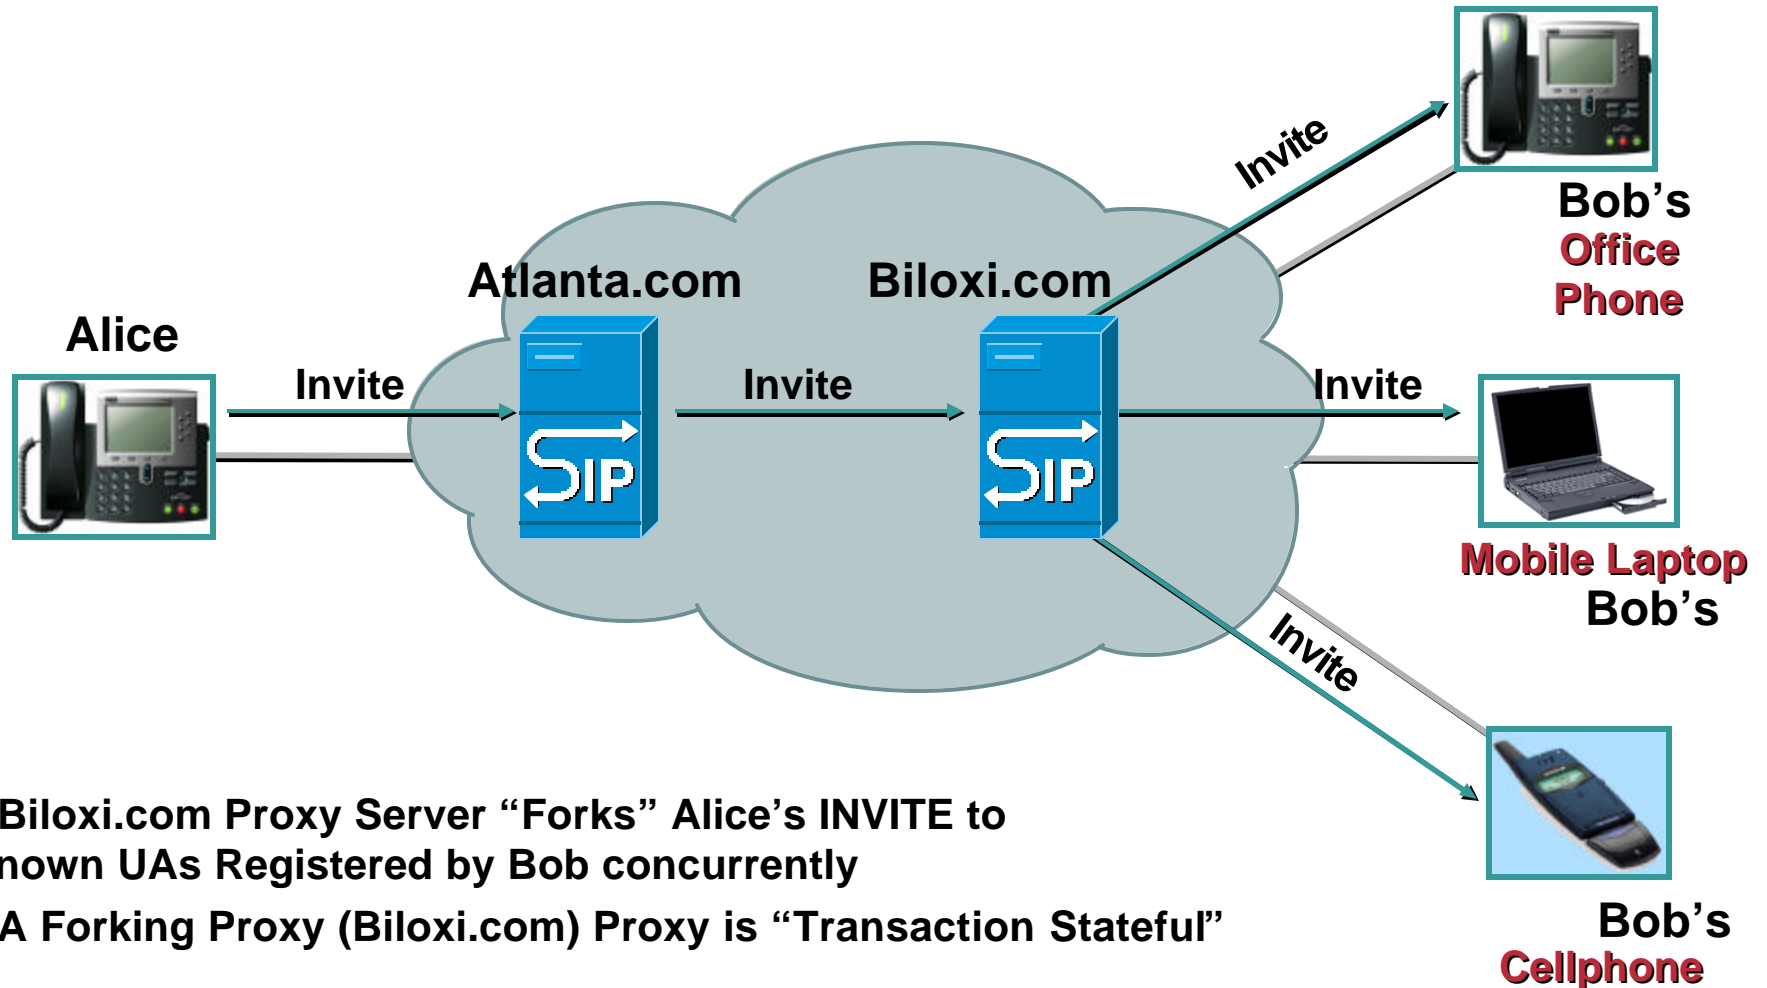 Alice
Invite
Atlanta.com
SIP
Invite
Biloxi.com
SIP
Invite
Bob’s
Office
Phone
Invite
Mobile Laptop
Bob’s
Invite
Bob’s
Cellphone
Biloxi.com Proxy Server “Forks” Alice’s INVITE to
nown UAs Registered by Bob concurrently
A Forking Proxy (Biloxi.com) Proxy is “Transaction Stateful”